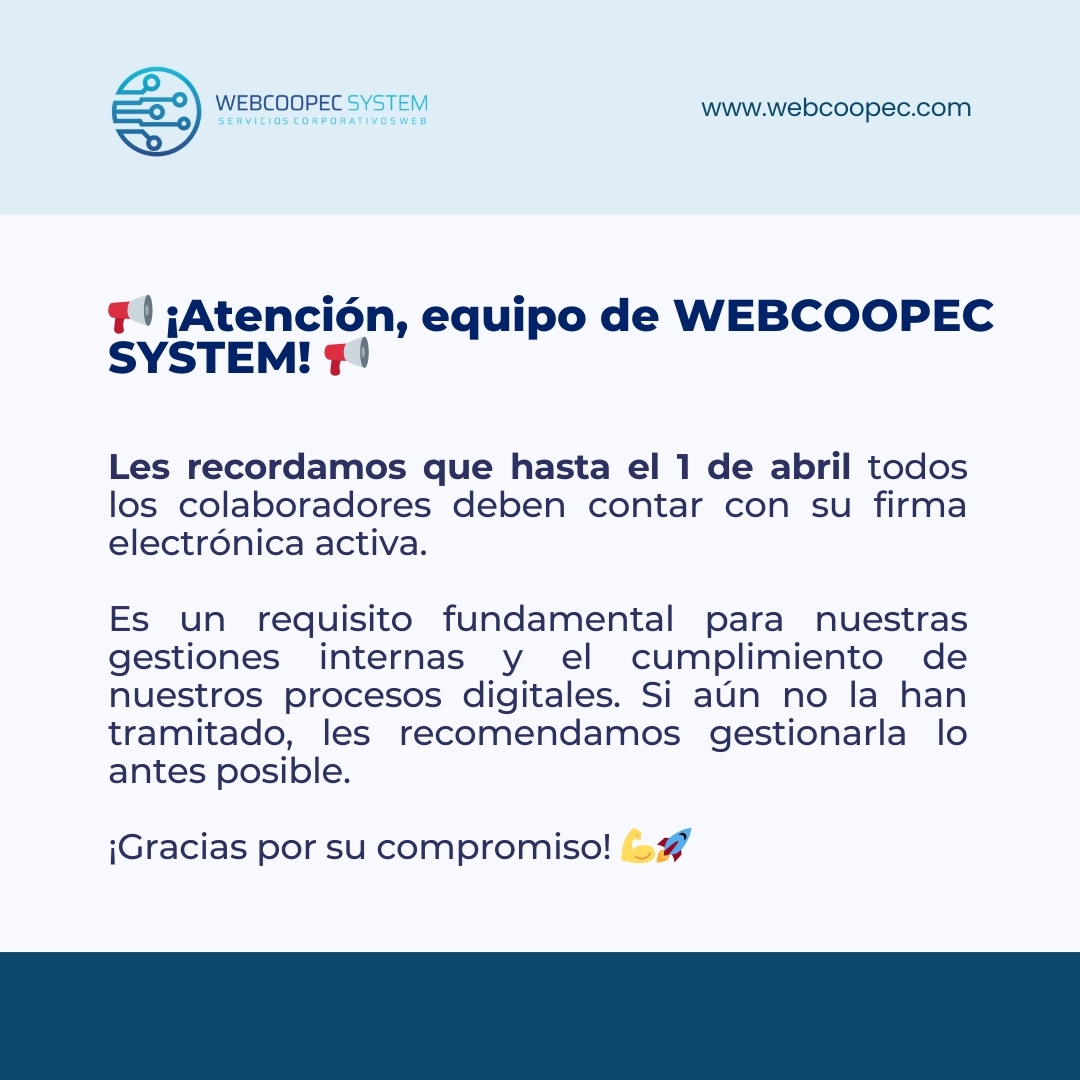 WEBCOOPEC SYSTEM
SERVICIOS CORPORATIVOS WEB
www.webcoopec.com
📢 ¡Atención, equipo de WEBCOOPEC
SYSTEM! 📢
Les recordamos que hasta el 1 de abril todos
los colaboradores deben contar con su firma
electrónica activa.
Es un requisito fundamental para nuestras
gestiones internas y el cumplimiento de
nuestros procesos digitales. Si aún no la han
tramitado, les recomendamos gestionarla lo
antes posible.
¡Gracias por su compromiso! 💪🚀